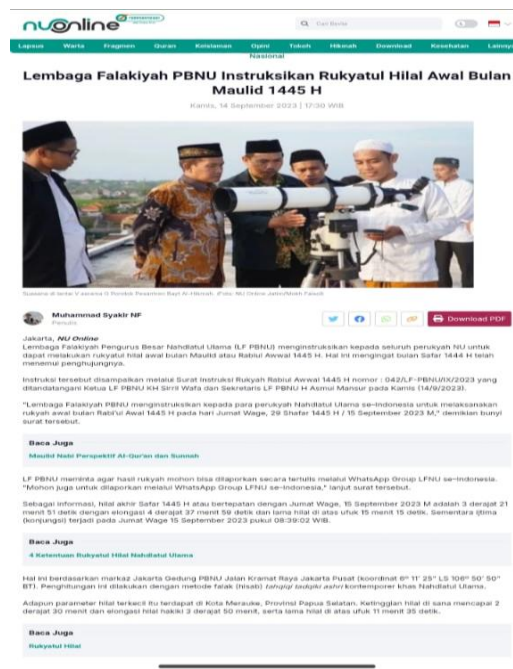 nuonline
Cari Berita
Lapsus Warta Fragmen Quran Keislaman Opini Tokoh Hikmah Download Kesehatan Lainny
Nasional
Lembaga Falakiyah PBNU Instruksikan Rukyatul Hilal Awal Bulan
Maulid 1445 H
Kamis, 14 September 2023 | 17:30 WIB
Muhammad Syakir NF
Penulis
Download PDF
Jakarta, NU Online
Lembaga Falakiyah Pengurus Besar Nahdlatul Ulama (LF PBNU) menginstruksikan kepada seluruh perukyah NU untuk
dapat melakukan rukyatul hilal awal bulan Maulid atau Rabiul Awwal 1445 H. Hal ini mengingat bulan Safar 1444 H telah
menemui penghujungnya.
Instruksi tersebut disampaikan melalui Surat Instruksi Rukyah Rabiul Awwal 1445 H nomor : 042/LF-PBNU/IX/2023 yang
ditandatangani Ketua LF PBNU KH Sirril Wafa dan Sekretaris LF PBNU H Asmui Mansur pada Kamis (14/9/2023).
"Lembaga Falakiyah PBNU menginstruksikan kepada para perukyah Nahdlatul Ulama se-Indonesia untuk melaksanakan
rukyah awal bulan Rabi'ul Awal 1445 H pada hari Jumat Wage, 29 Shafar 1445 H / 15 September 2023 M," demikian bunyi
surat tersebut.
Baca Juga
Maulid Nabi Perspektif Al-Qur'an dan Sunnah
LF PBNU meminta agar hasil rukyah mohon bisa dilaporkan secara tertulis melalui WhatsApp Group LFNU se-Indonesia.
"Mohon juga untuk dilaporkan melalui WhatsApp Group LFNU se-Indonesia," lanjut surat tersebut.
Sebagai informasi, hilal akhir Safar 1445 H atau bertepatan dengan Jumat Wage, 15 September 2023 M adalah 3 derajat 21
menit 51 detik dengan elongasi 4 derajat 37 menit 59 detik dan lama hilal di atas ufuk 15 menit 15 detik. Sementara ijtima
(konjungsi) terjadi pada Jumat Wage 15 September 2023 pukul 08:39:02 WIB.
Baca Juga
4 Ketentuan Rukyatul Hilal Nahdlatul Ulama
Hal ini berdasarkan markaz Jakarta Gedung PBNU Jalan Kramat Raya Jakarta Pusat (koordinat 6º 11' 25" LS 106º 50' 50"
BT). Penghitungan ini dilakukan dengan metode falak (hisab) tahqiqi tadqiki ashri kontemporer khas Nahdlatul Ulama.
Adapun parameter hilal terkecil itu terdapat di Kota Merauke, Provinsi Papua Selatan. Ketinggian hilal di sana mencapai 2
derajat 30 menit dan elongasi hilal hakiki 3 derajat 50 menit, serta lama hilal di atas ufuk 11 menit 35 detik.
Baca Juga
Rukyatul Hilal